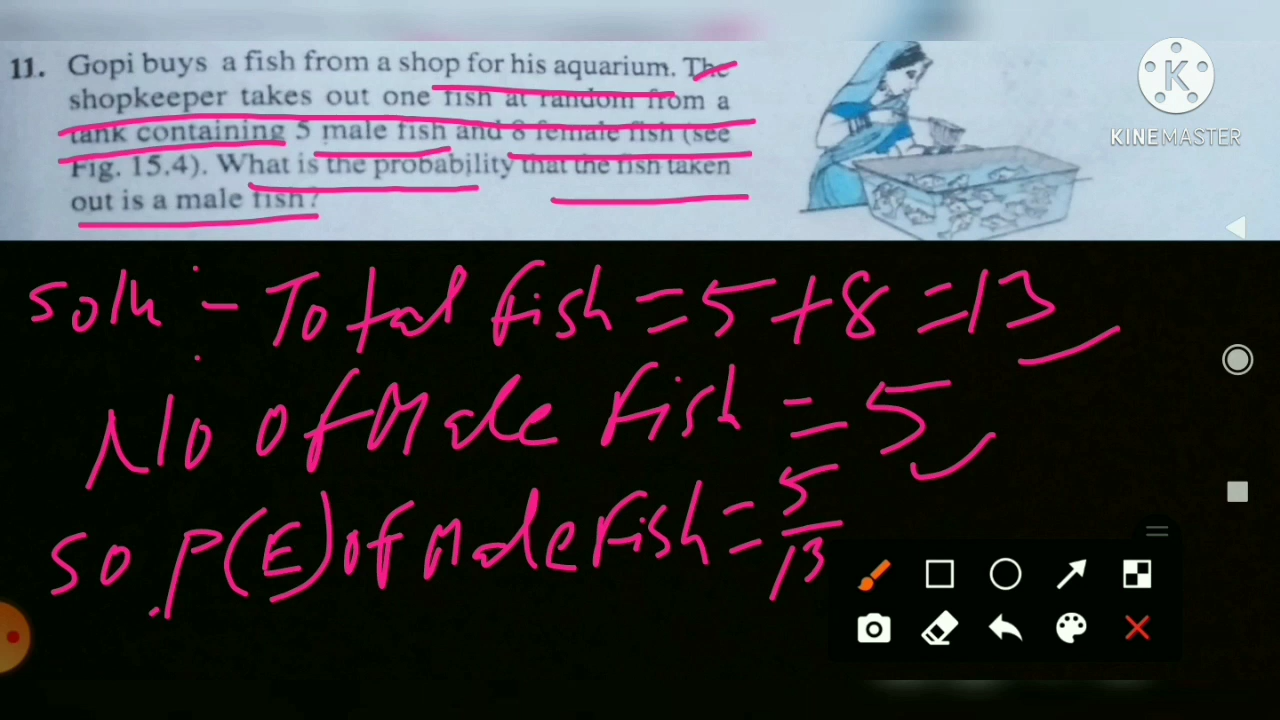 11. Gopi buys a fish from a shop for his aquarium. The
shopkeeper takes out one fish at random from a
tank containing 5 male fish and 8 female fish (see
Fig. 15.4). What is the probability that the fish taken
out is a male fish?
KINEMASTER
Soln :- Total fish = 5 + 8 = 13
No of Male Fish = 5
So P(E) of Male Fish = 5/13